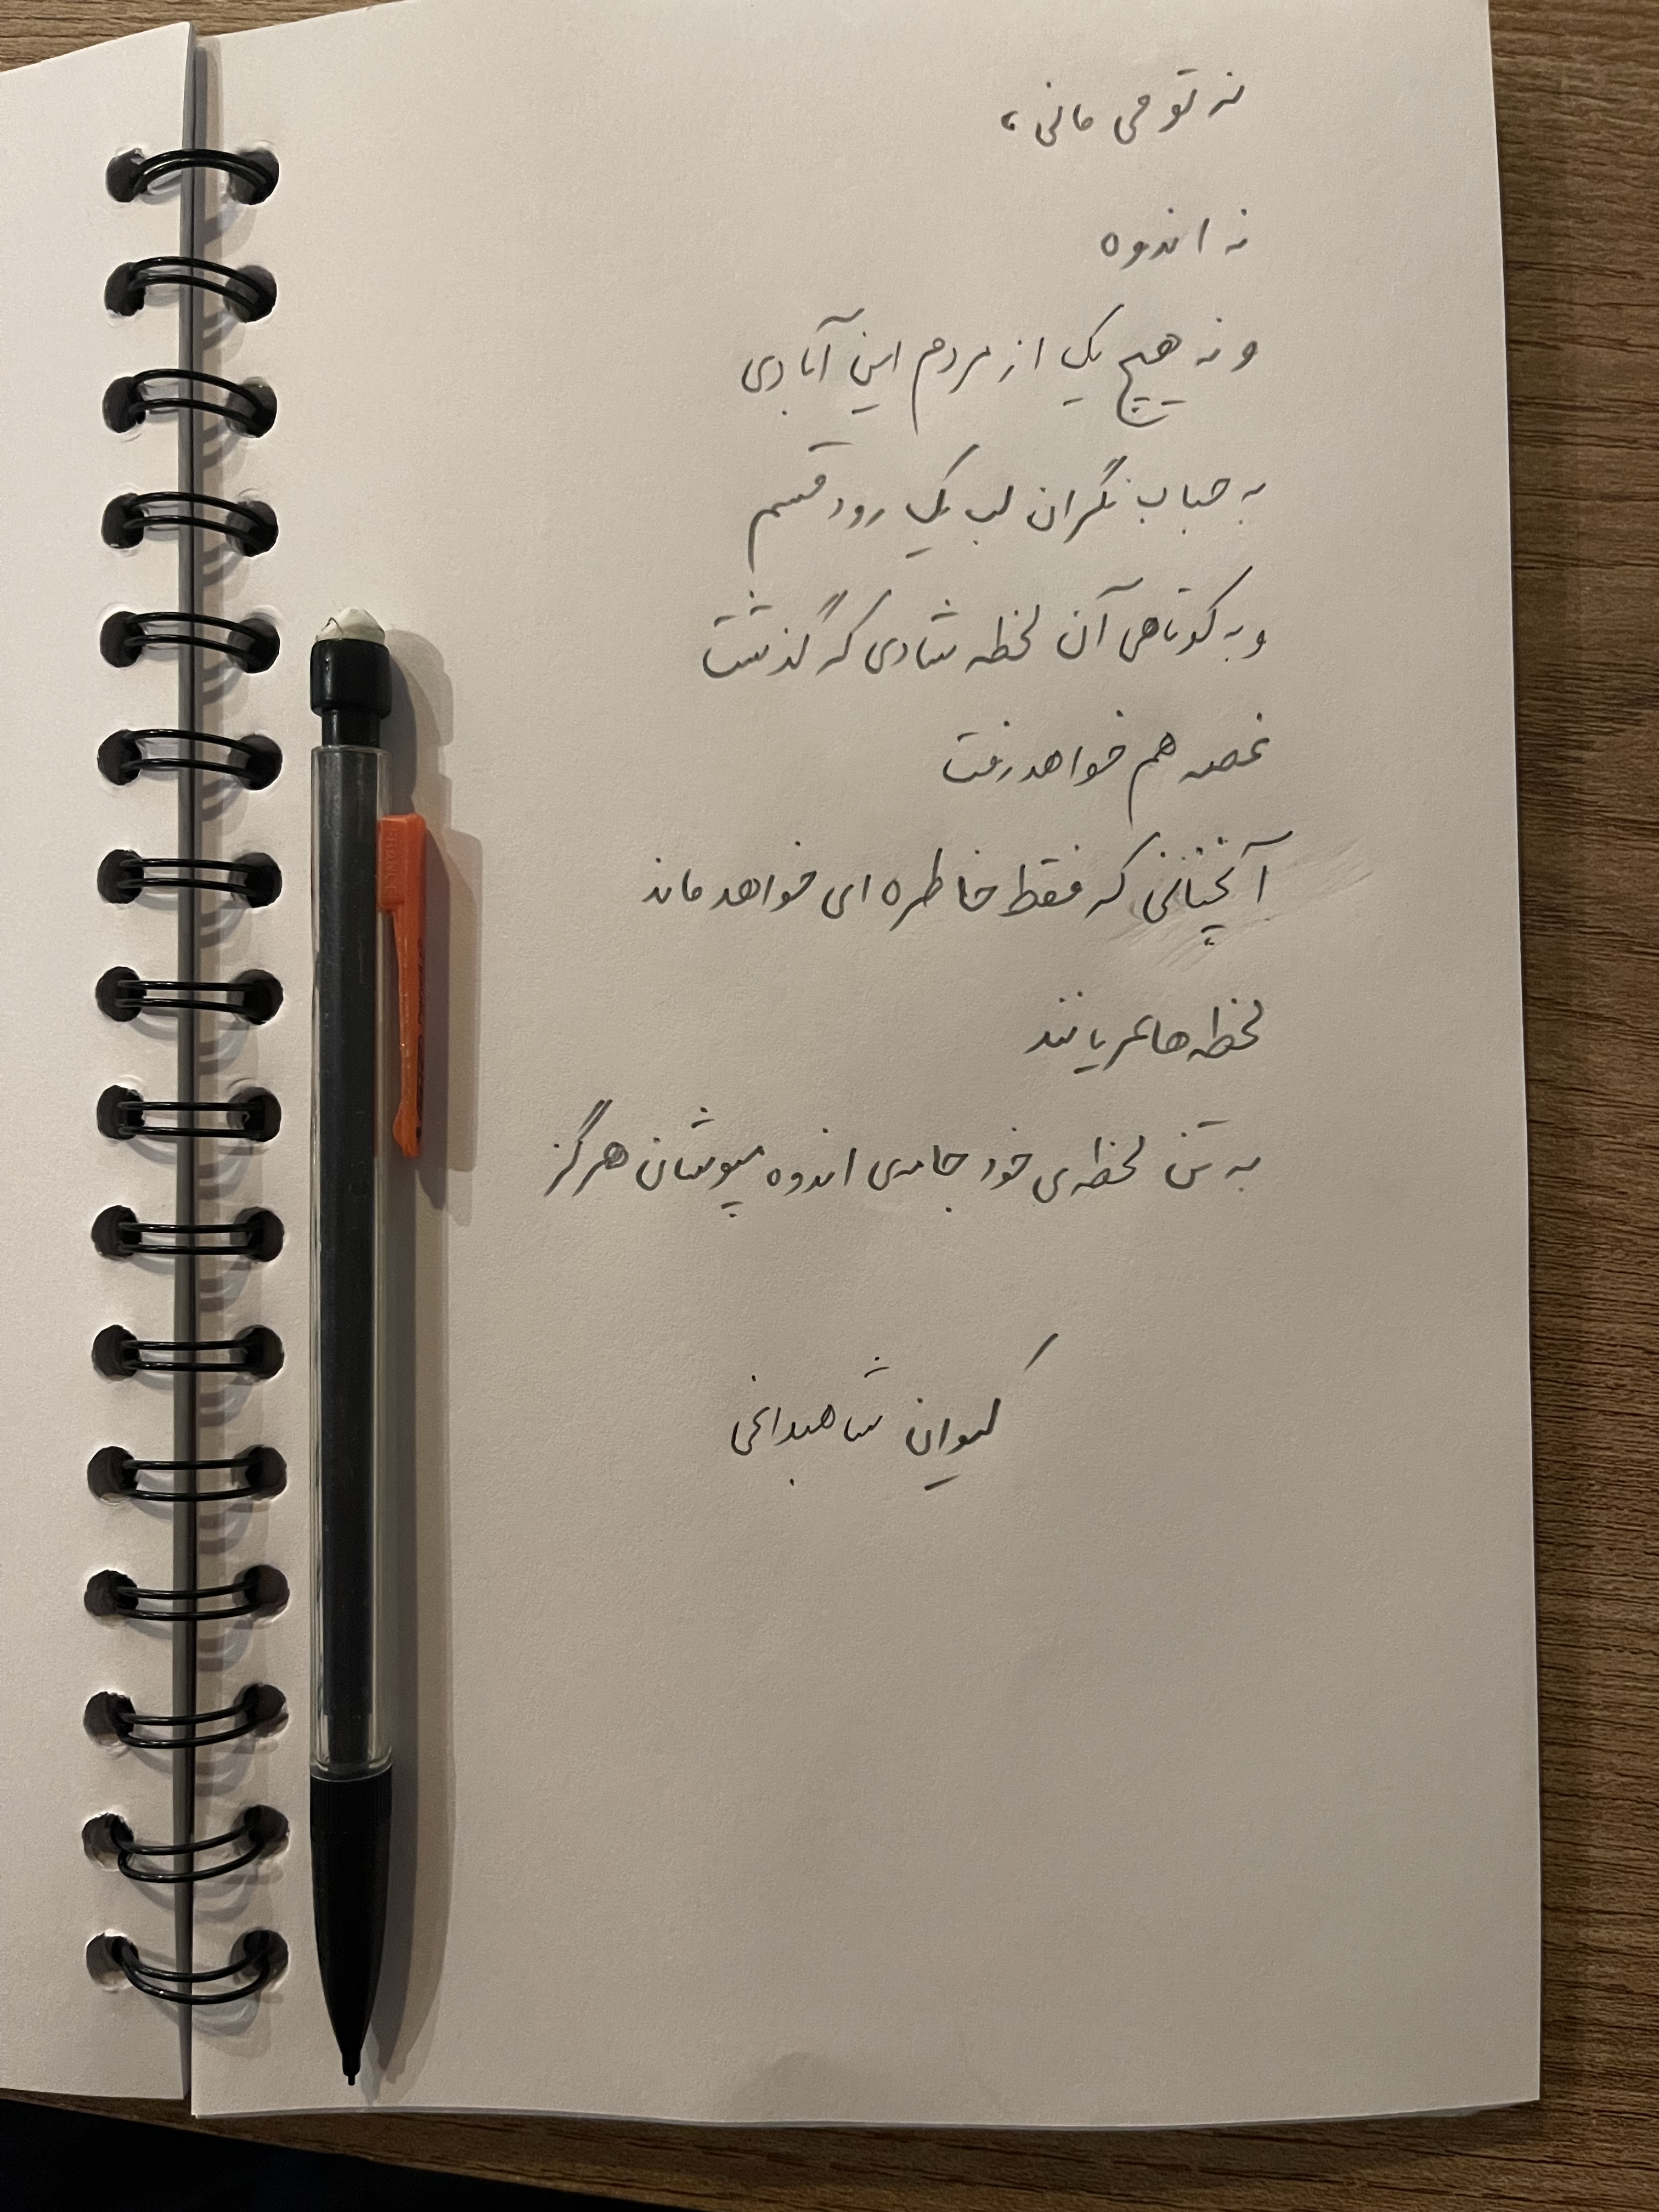 نه تو می مانی،
نه اندوه
و نه هیچ یک از مردم این آبادی
به حباب نگران لب یک رود قسم
و به کوتاهی آن لحظه شادی که گذشت
غصه هم خواهد رفت
آنچنانی که فقط خاطره ای خواهد ماند
لحظه ها عریانند
به تن لحظه ی خود جامه ی اندوه مپوشان هرگز
کیوان شاهبداغی